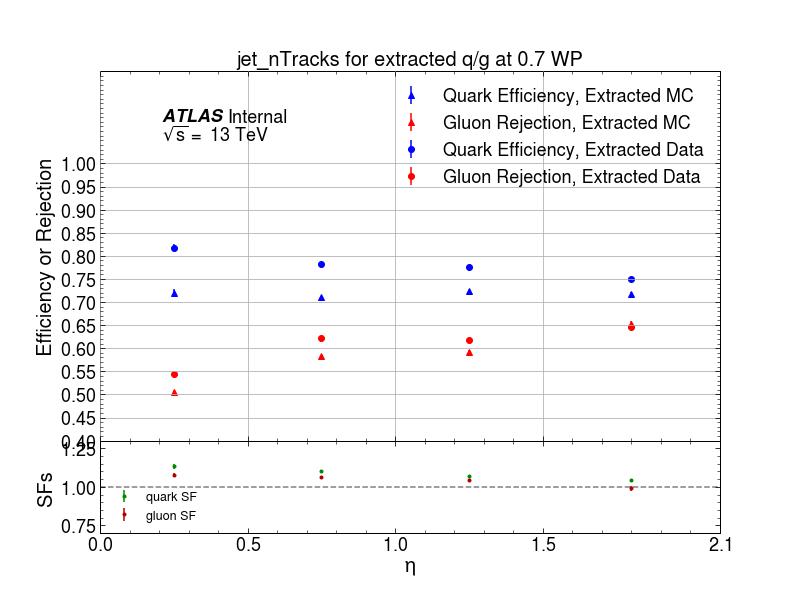 jet_nTracks for extracted q/g at 0.7 WP
ATLAS Internal
√s = 13 TeV
Quark Efficiency, Extracted MC
Gluon Rejection, Extracted MC
Quark Efficiency, Extracted Data
Gluon Rejection, Extracted Data
Efficiency or Rejection
1.00
0.95
0.90
0.85
0.80
0.75
0.70
0.65
0.60
0.55
0.50
0.45
0.40
SFs
1.25
1.00
0.75
quark SF
gluon SF
0.0 0.5 1.0 1.5 2.1
η